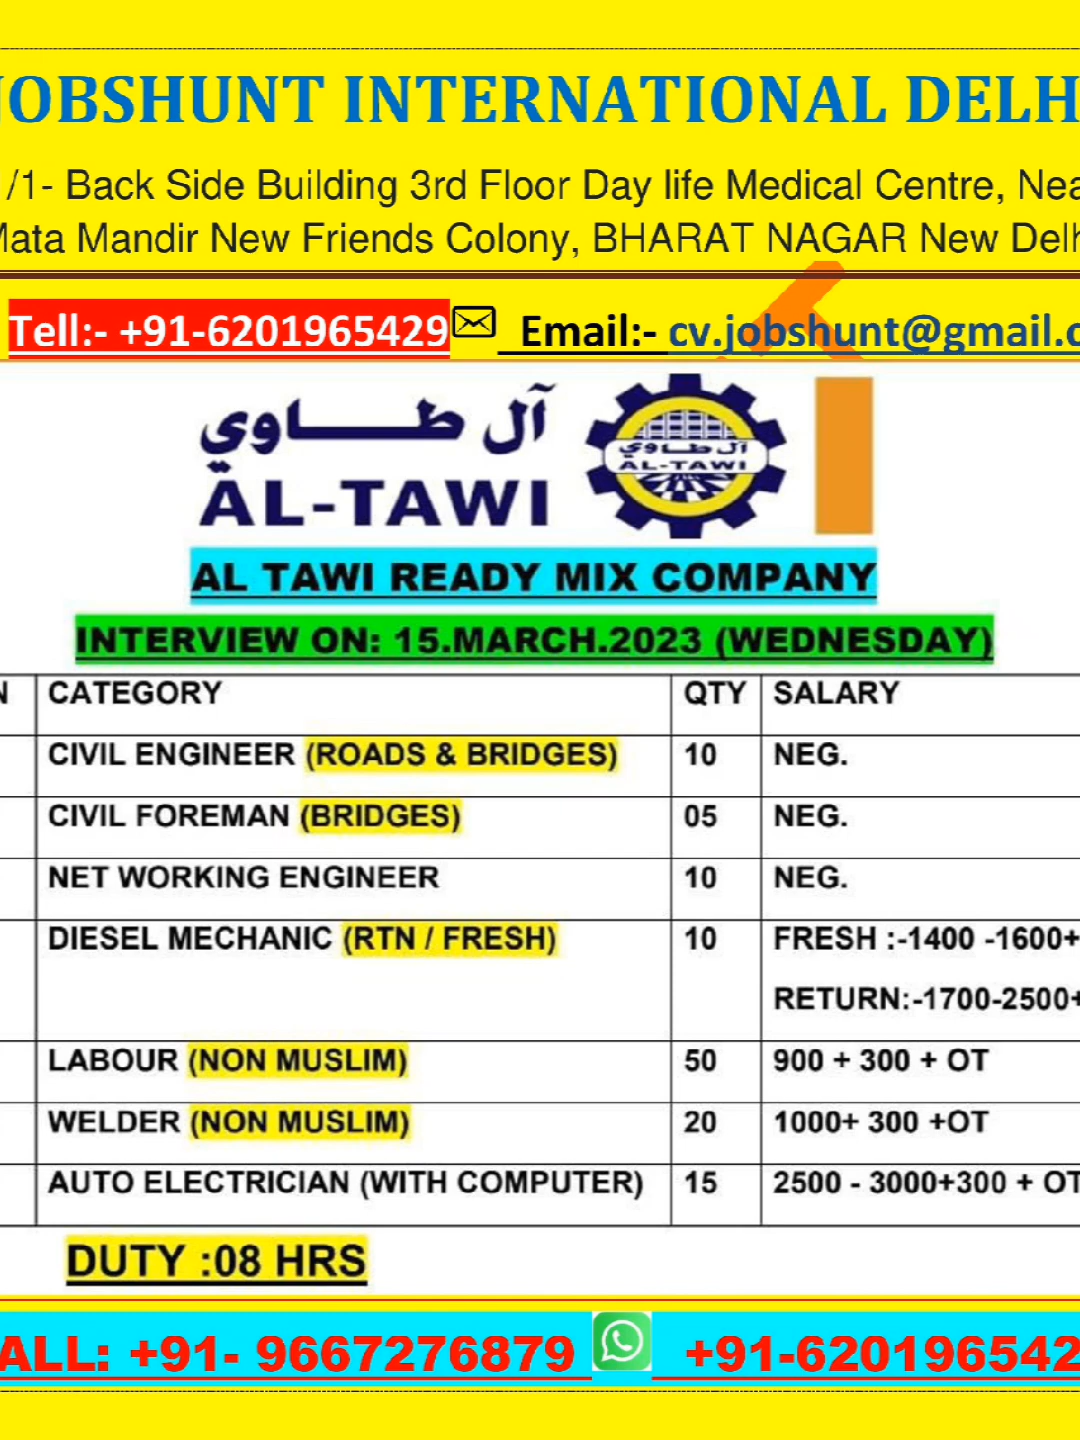 JOBSHUNT INTERNATIONAL DELH
/1- Back Side Building 3rd Floor Day life Medical Centre, Nea
Mata Mandir New Friends Colony, BHARAT NAGAR New Delh
Tell:- +91-6201965429 Email:- cv.jobshunt@gmail.c
آل طاوي
AL-TAWI
آل طاوي
AL-TAWI
AL TAWI READY MIX COMPANY
INTERVIEW ON: 15.MARCH.2023 (WEDNESDAY)
N CATEGORY QTY SALARY
CIVIL ENGINEER (ROADS & BRIDGES) 10 NEG.
CIVIL FOREMAN (BRIDGES) 05 NEG.
NET WORKING ENGINEER 10 NEG.
DIESEL MECHANIC (RTN / FRESH) 10 FRESH :-1400 -1600+
RETURN:-1700-2500+
LABOUR (NON MUSLIM) 50 900 + 300 + OT
WELDER (NON MUSLIM) 20 1000+ 300 +OT
AUTO ELECTRICIAN (WITH COMPUTER) 15 2500 - 3000+300 + OT
DUTY :08 HRS
ALL: +91- 9667276879 +91-620196542